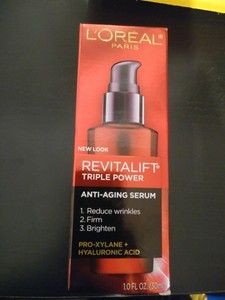 L'ORÉAL
PARIS
NEW LOOK
REVITALIFT®
TRIPLE POWER
ANTI-AGING SERUM
1. Reduce wrinkles
2. Firm
3. Brighten
PRO-XYLANE +
HYALURONIC ACID
1.0 FL OZ (30ml)